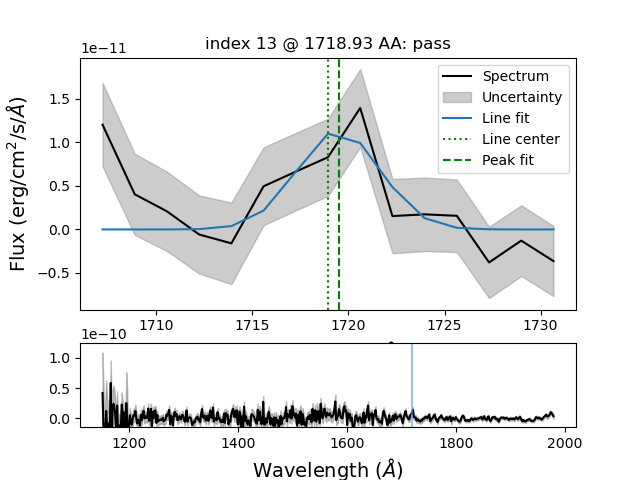 index 13 @ 1718.93 AA: pass
1e−11
Flux (erg/cm²/s/Å)
1.5
1.0
0.5
0.0
−0.5
Spectrum
Uncertainty
Line fit
Line center
Peak fit
1710 1715 1720 1725 1730
1e−10
1.0
0.5
0.0
1200 1400 1600 1800 2000
Wavelength (Å)